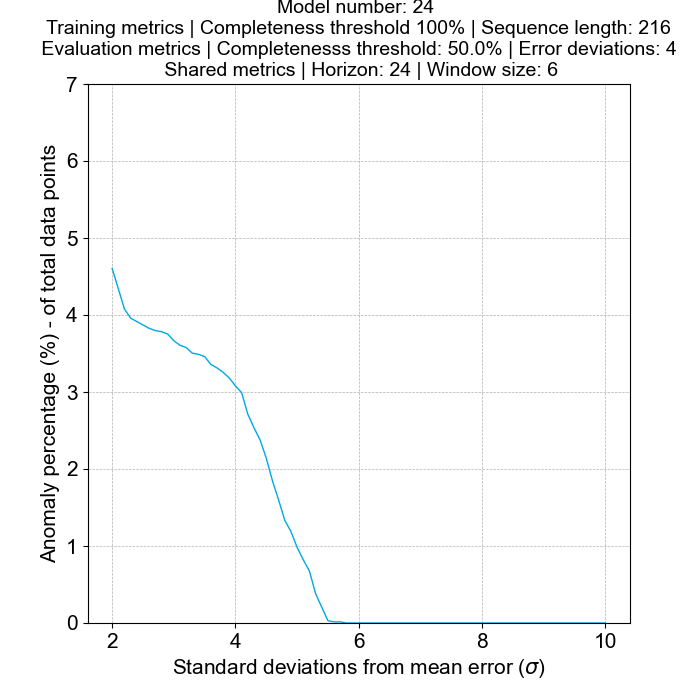 Model number: 24
Training metrics | Completeness threshold 100% | Sequence length: 216
Evaluation metrics | Completenesss threshold: 50.0% | Error deviations: 4
Shared metrics | Horizon: 24 | Window size: 6
7
6
5
4
3
2
1
0
Anomaly percentage (%) - of total data points
2 4 6 8 10
Standard deviations from mean error (σ)